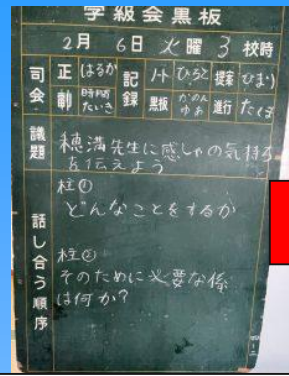 学級会黒板
2月 6日 火曜 3校時
司会 正 はるか 記録 ノート ひろと 提案 ひまり
副 時間 たいき 黒板 かのん ゆあ 進行 たくま
議題 穂満先生に感しゃの気持ち
を伝えよう
話し合う順序
柱①
どんなことをするか
柱②
そのために必要な係
は何か?